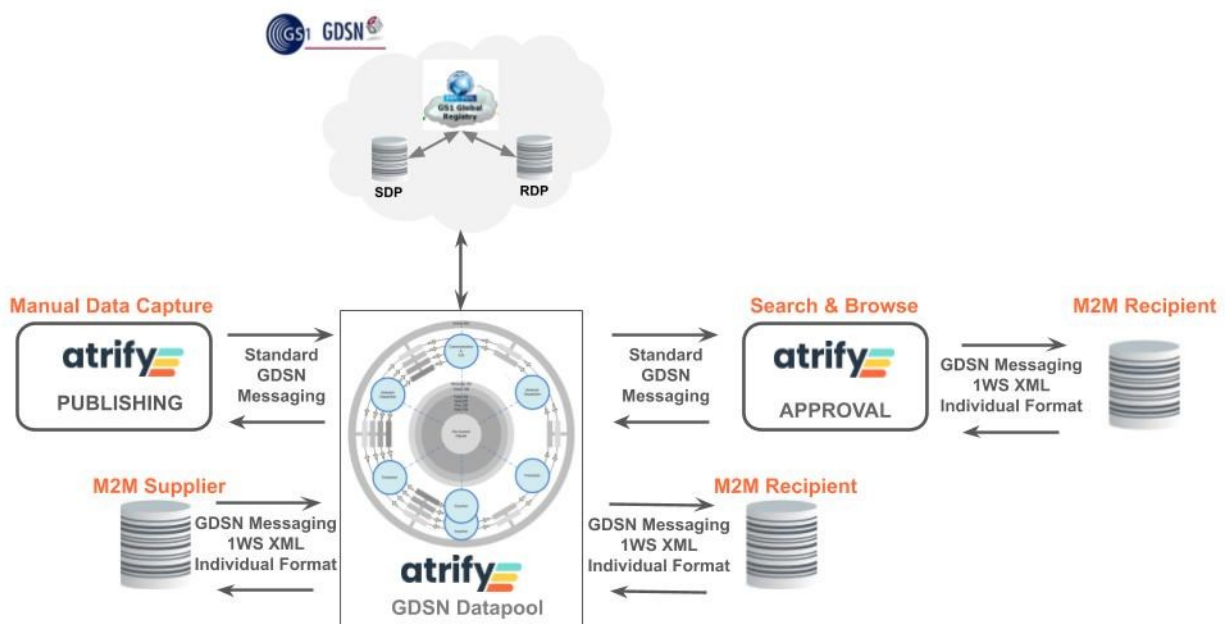 GS1 GDSN
GS1 Global
Registry
SDP
RDP
Manual Data Capture
atrify
PUBLISHING
Standard
GDSN
Messaging
Search & Browse
atrify
APPROVAL
Standard
GDSN
Messaging
M2M Recipient
GDSN Messaging
1WS XML
Individual Format
M2M Supplier
GDSN Messaging
1WS XML
Individual Format
atrify
GDSN Datapool
M2M Recipient
GDSN Messaging
1WS XML
Individual Format